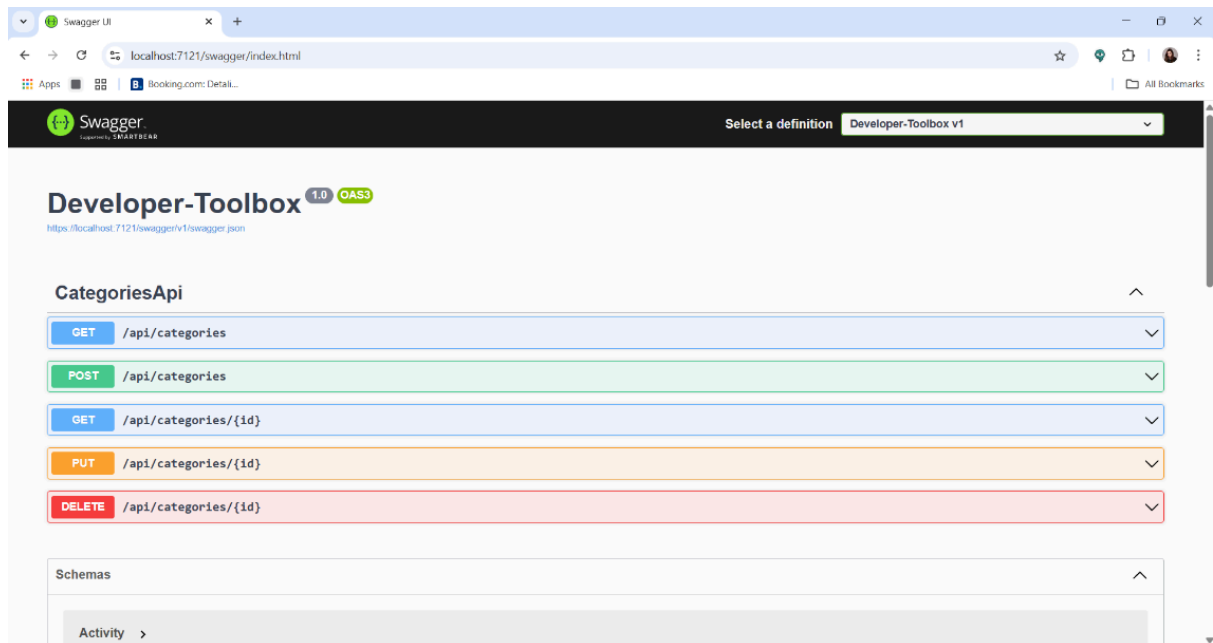 Swagger UI
localhost:7121/swagger/index.html
Apps
Booking.com: Detali...
All Bookmarks
Swagger.
Supported by SMARTBEAR
Select a definition
Developer-Toolbox v1
Developer-Toolbox 1.0 OAS3
https://localhost:7121/swagger/v1/swagger.json
CategoriesApi
GET /api/categories
POST /api/categories
GET /api/categories/{id}
PUT /api/categories/{id}
DELETE /api/categories/{id}
Schemas
Activity